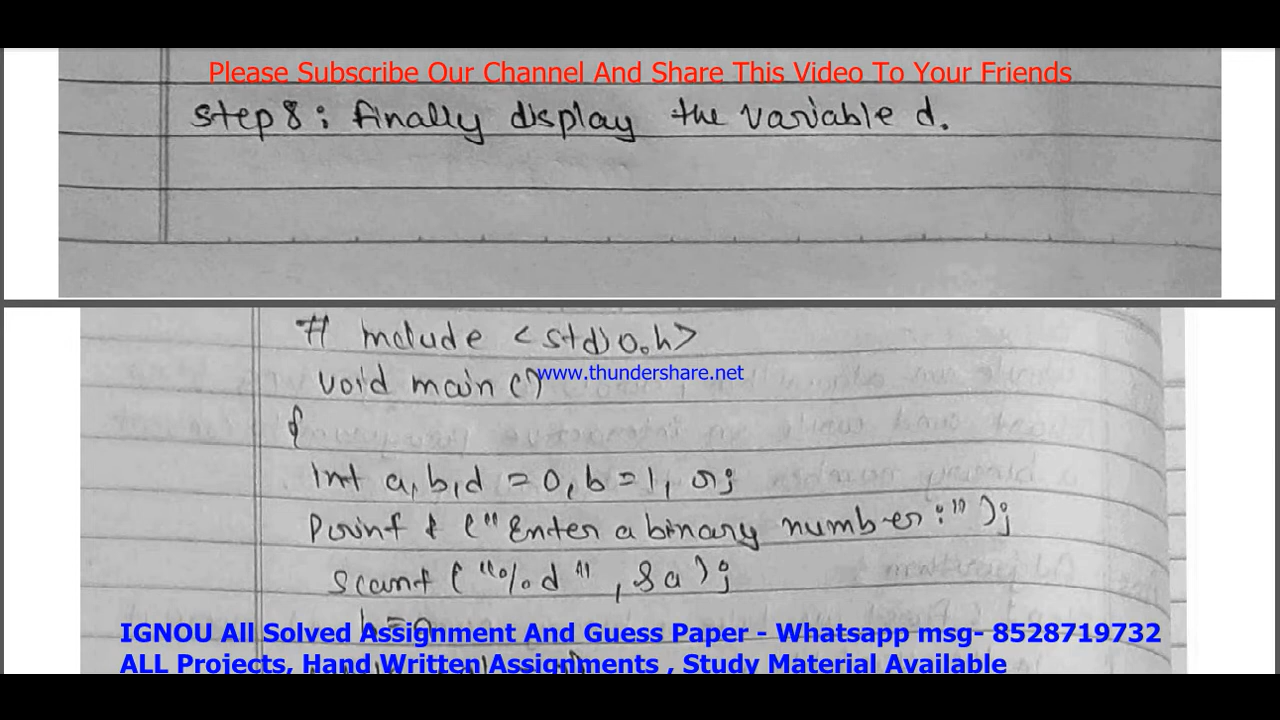 Please Subscribe Our Channel And Share This Video To Your Friends
Step 8: finally display the variable d.
# include <stdio.h>
void main()
www.thundershare.net
{
int a, b, d = 0, b = 1, r;
Printf ("Enter a binary number:");
Scanf ("%d", &a);
IGNOU All Solved Assignment And Guess Paper - Whatsapp msg- 8528719732
ALL Projects, Hand Written Assignments , Study Material Available